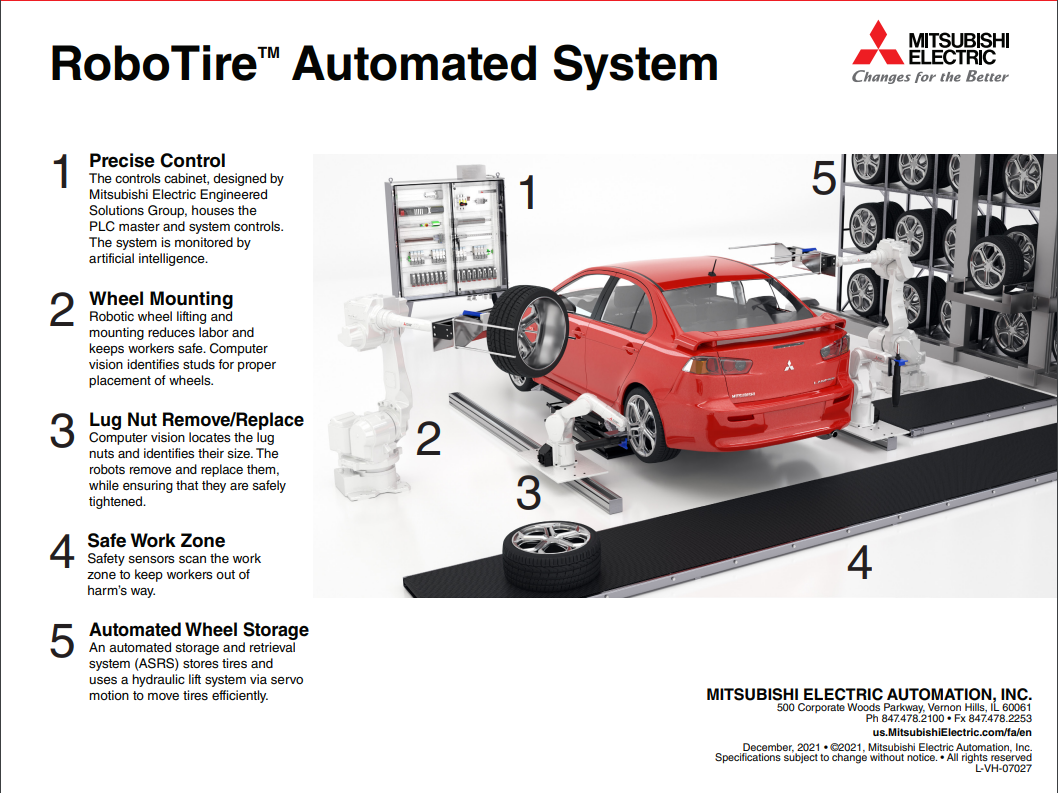 RoboTire™ Automated System
MITSUBISHI
ELECTRIC
Changes for the Better
1
Precise Control
The controls cabinet, designed by
Mitsubishi Electric Engineered
Solutions Group, houses the
PLC master and system controls.
The system is monitored by
artificial intelligence.
2
Wheel Mounting
Robotic wheel lifting and
mounting reduces labor and
keeps workers safe. Computer
vision identifies studs for proper
placement of wheels.
3
Lug Nut Remove/Replace
Computer vision locates the lug
nuts and identifies their size. The
robots remove and replace them,
while ensuring that they are safely
tightened.
4
Safe Work Zone
Safety sensors scan the work
zone to keep workers out of
harm's way.
5
Automated Wheel Storage
An automated storage and retrieval
system (ASRS) stores tires and
uses a hydraulic lift system via servo
motion to move tires efficiently.
1
5
2
3
4
MITSUBISHI
MITSUBISHI ELECTRIC AUTOMATION, INC.
500 Corporate Woods Parkway, Vernon Hills, IL 60061
Ph 847.478.2100 • Fx 847.478.2253
us.MitsubishiElectric.com/fa/en
December, 2021 • ©2021, Mitsubishi Electric Automation, Inc.
Specifications subject to change without notice. • All rights reserved
L-VH-07027